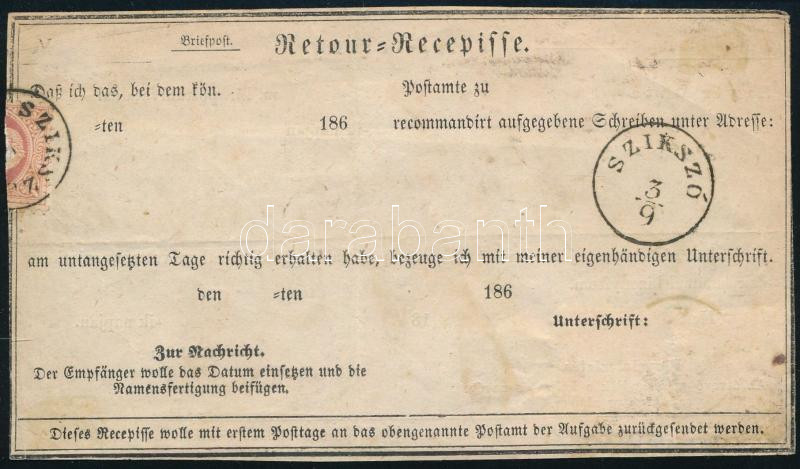 Briefpost.
Retour-Recepisse.
Daß ich das, bei dem kön. Postamte zu
-ten 186 recommandirt aufgegebene Schreiben unter Adresse:
SZIKSZÓ
3/9
SZIKSZ
darabanth
am untangesetzten Tage richtig erhalten habe, bezeuge ich mit meiner eigenhändigen Unterschrift.
den -ten 186
Unterschrift:
Zur Nachricht.
Der Empfänger wolle das Datum einsetzen und die
Namensfertigung beifügen.
Dieses Recepisse wolle mit erstem Posttage an das obengenannte Postamt der Aufgabe zurückgesendet werden.